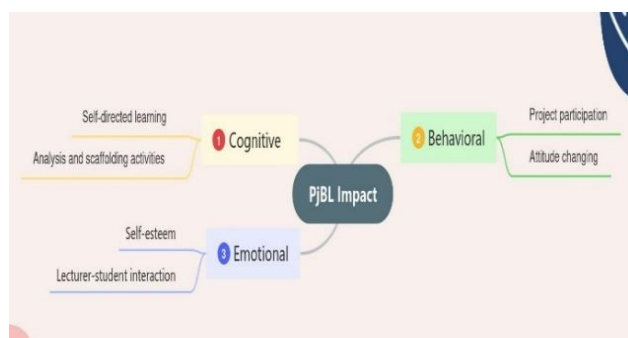 PjBL Impact
1 Cognitive
Self-directed learning
Analysis and scaffolding activities
2 Behavioral
Project participation
Attitude changing
3 Emotional
Self-esteem
Lecturer-student interaction